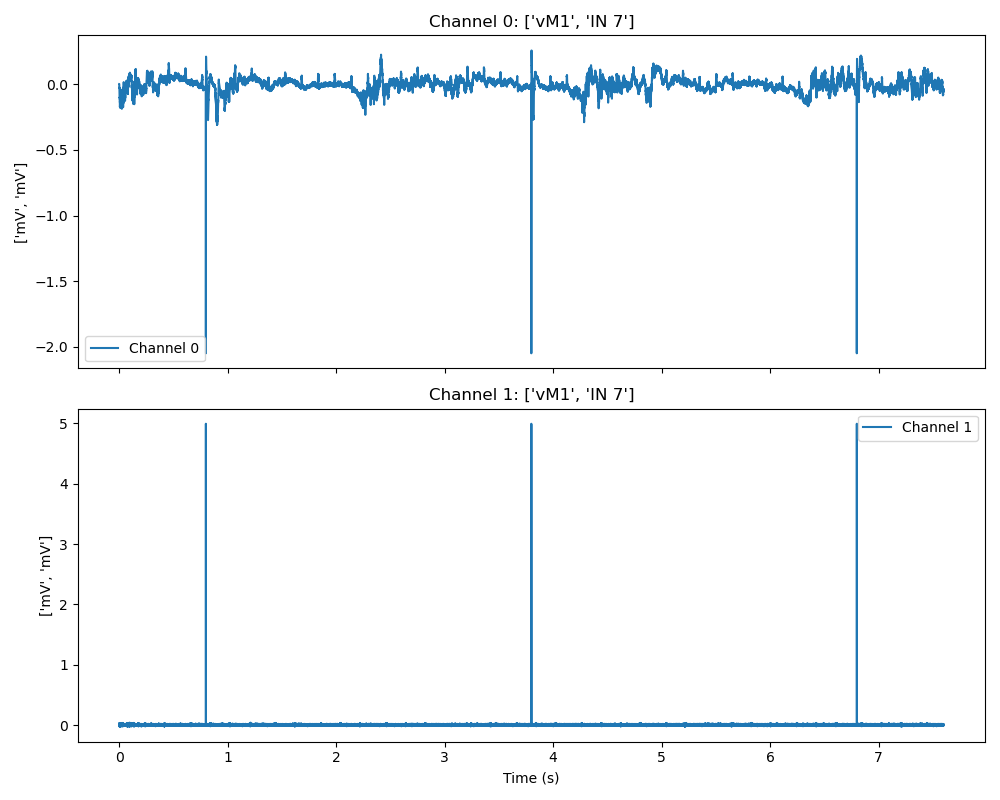 Channel 0: ['vM1', 'IN 7']
0.0
−0.5
−1.0
−1.5
−2.0
['mV', 'mV']
Channel 0
Channel 1: ['vM1', 'IN 7']
5
4
3
2
1
0
['mV', 'mV']
Channel 1
0 1 2 3 4 5 6 7
Time (s)